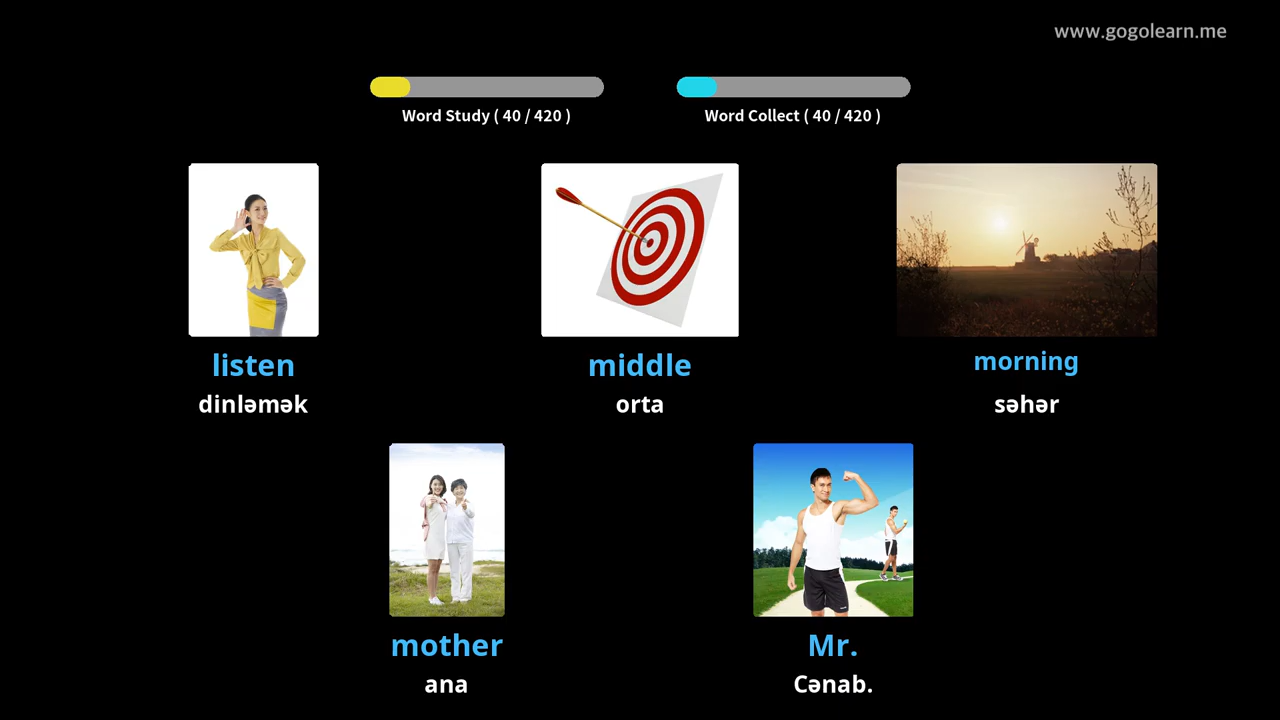 www.gogolearn.me
Word Study ( 40 / 420 )
Word Collect ( 40 / 420 )
listen
dinləmək
middle
orta
morning
səhər
mother
ana
Mr.
Cənab.